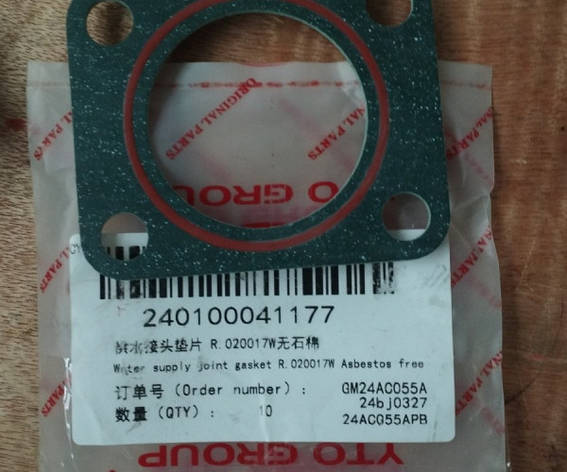 ORIGINAL PARTS
YTO GROUP
240100041177
供水接头垫片 R.020017W无石棉
Water supply joint gasket R.020017W Asbestos free
订单号（Order number）： GM24AC055A
24bj0327
数量（QTY）： 10
24AC055APB
YTO GROUP